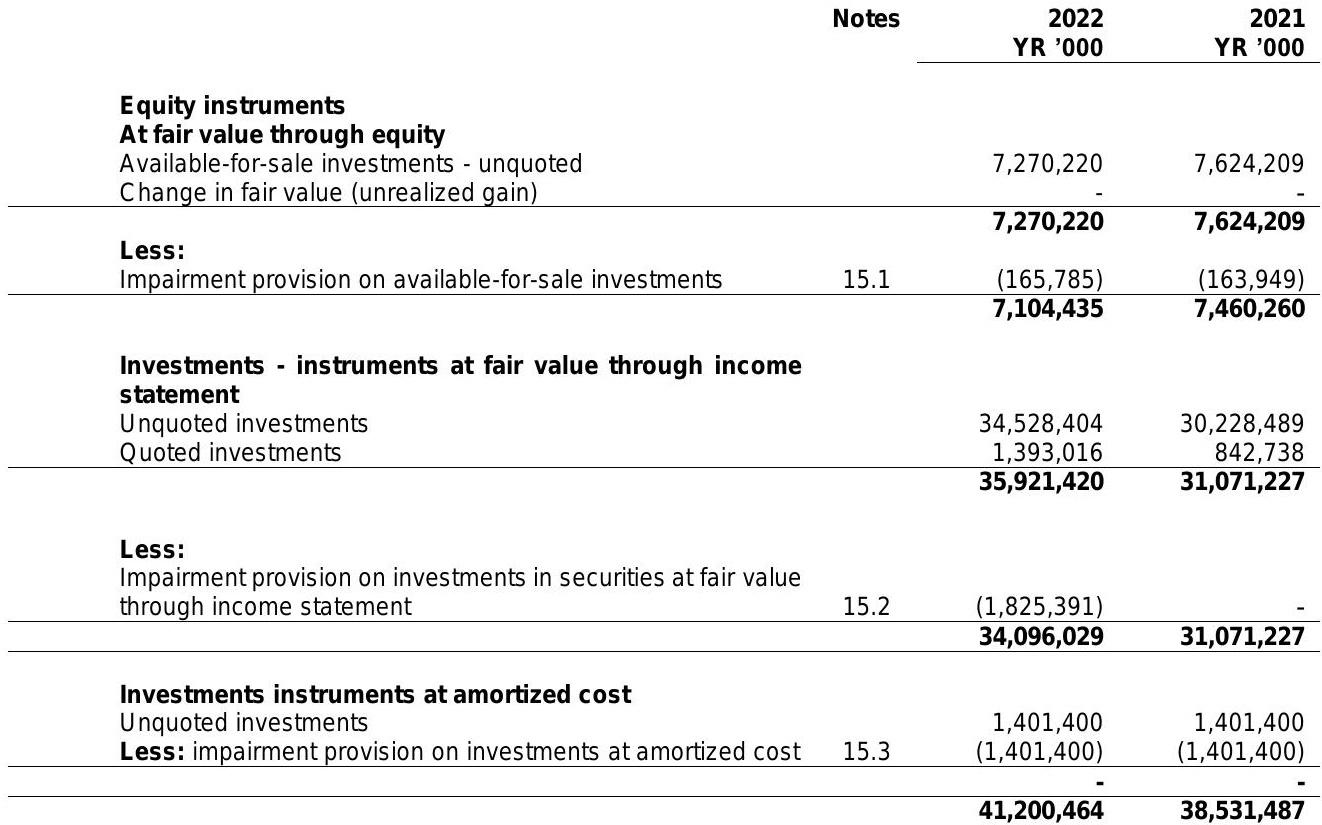 Notes 2022 2021
YR ’000 YR ’000
Equity instruments
At fair value through equity
Available-for-sale investments - unquoted 7,270,220 7,624,209
Change in fair value (unrealized gain) - -
7,270,220 7,624,209
Less:
Impairment provision on available-for-sale investments 15.1 (165,785) (163,949)
7,104,435 7,460,260
Investments - instruments at fair value through income
statement
Unquoted investments 34,528,404 30,228,489
Quoted investments 1,393,016 842,738
35,921,420 31,071,227
Less:
Impairment provision on investments in securities at fair value
through income statement 15.2 (1,825,391) -
34,096,029 31,071,227
Investments instruments at amortized cost
Unquoted investments 1,401,400 1,401,400
Less: impairment provision on investments at amortized cost 15.3 (1,401,400) (1,401,400)
- -
41,200,464 38,531,487